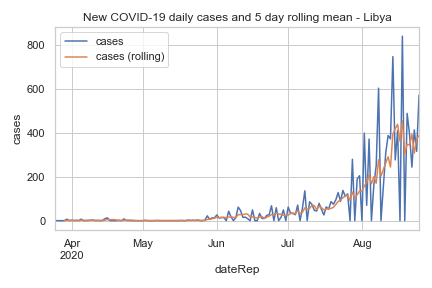 New COVID-19 daily cases and 5 day rolling mean - Libya
cases
cases (rolling)
800
600
400
200
0
cases
Apr
2020
May
Jun
Jul
Aug
dateRep